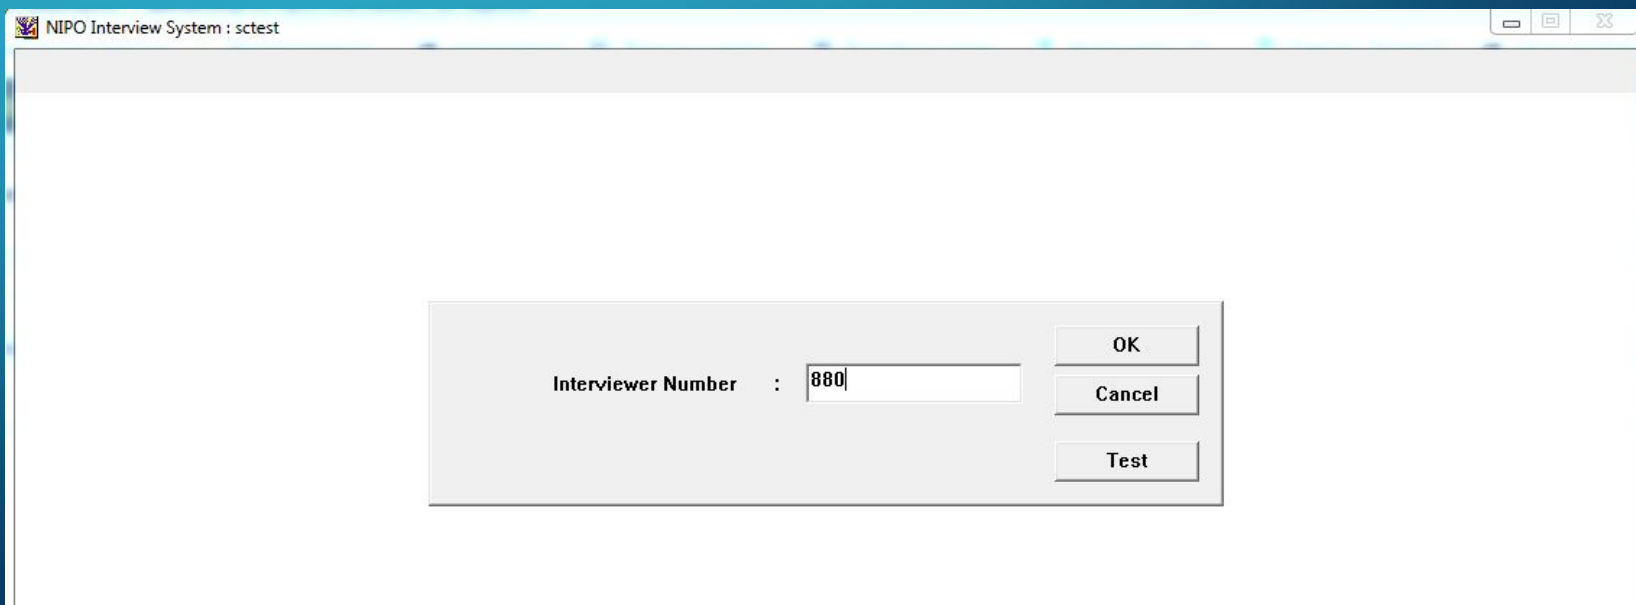 NIPO Interview System : sctest
OK
Interviewer Number : 880
Cancel
Test